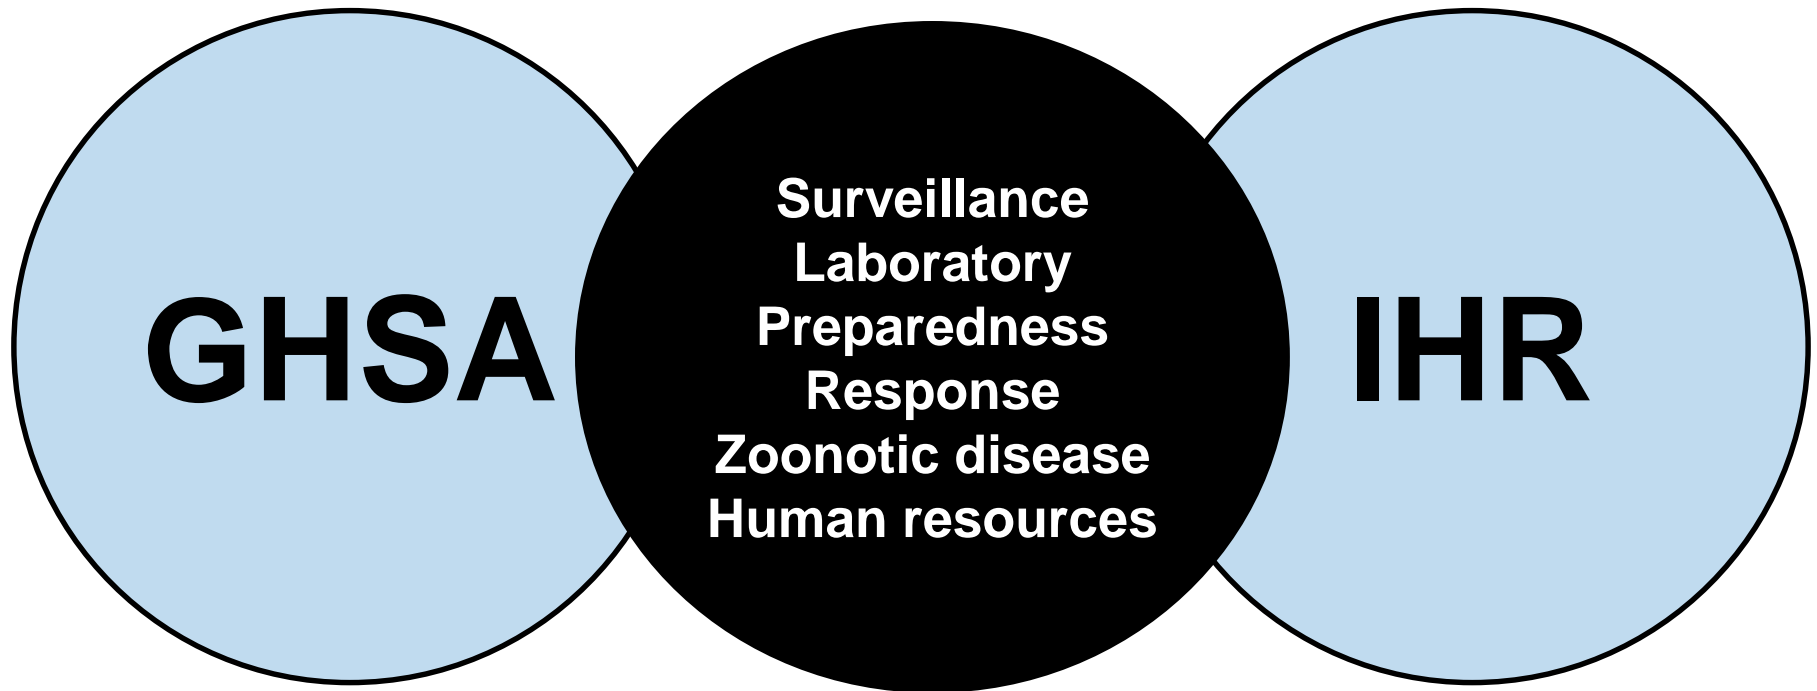 GHSA
Surveillance
Laboratory
Preparedness
Response
Zoonotic disease
Human resources
IHR